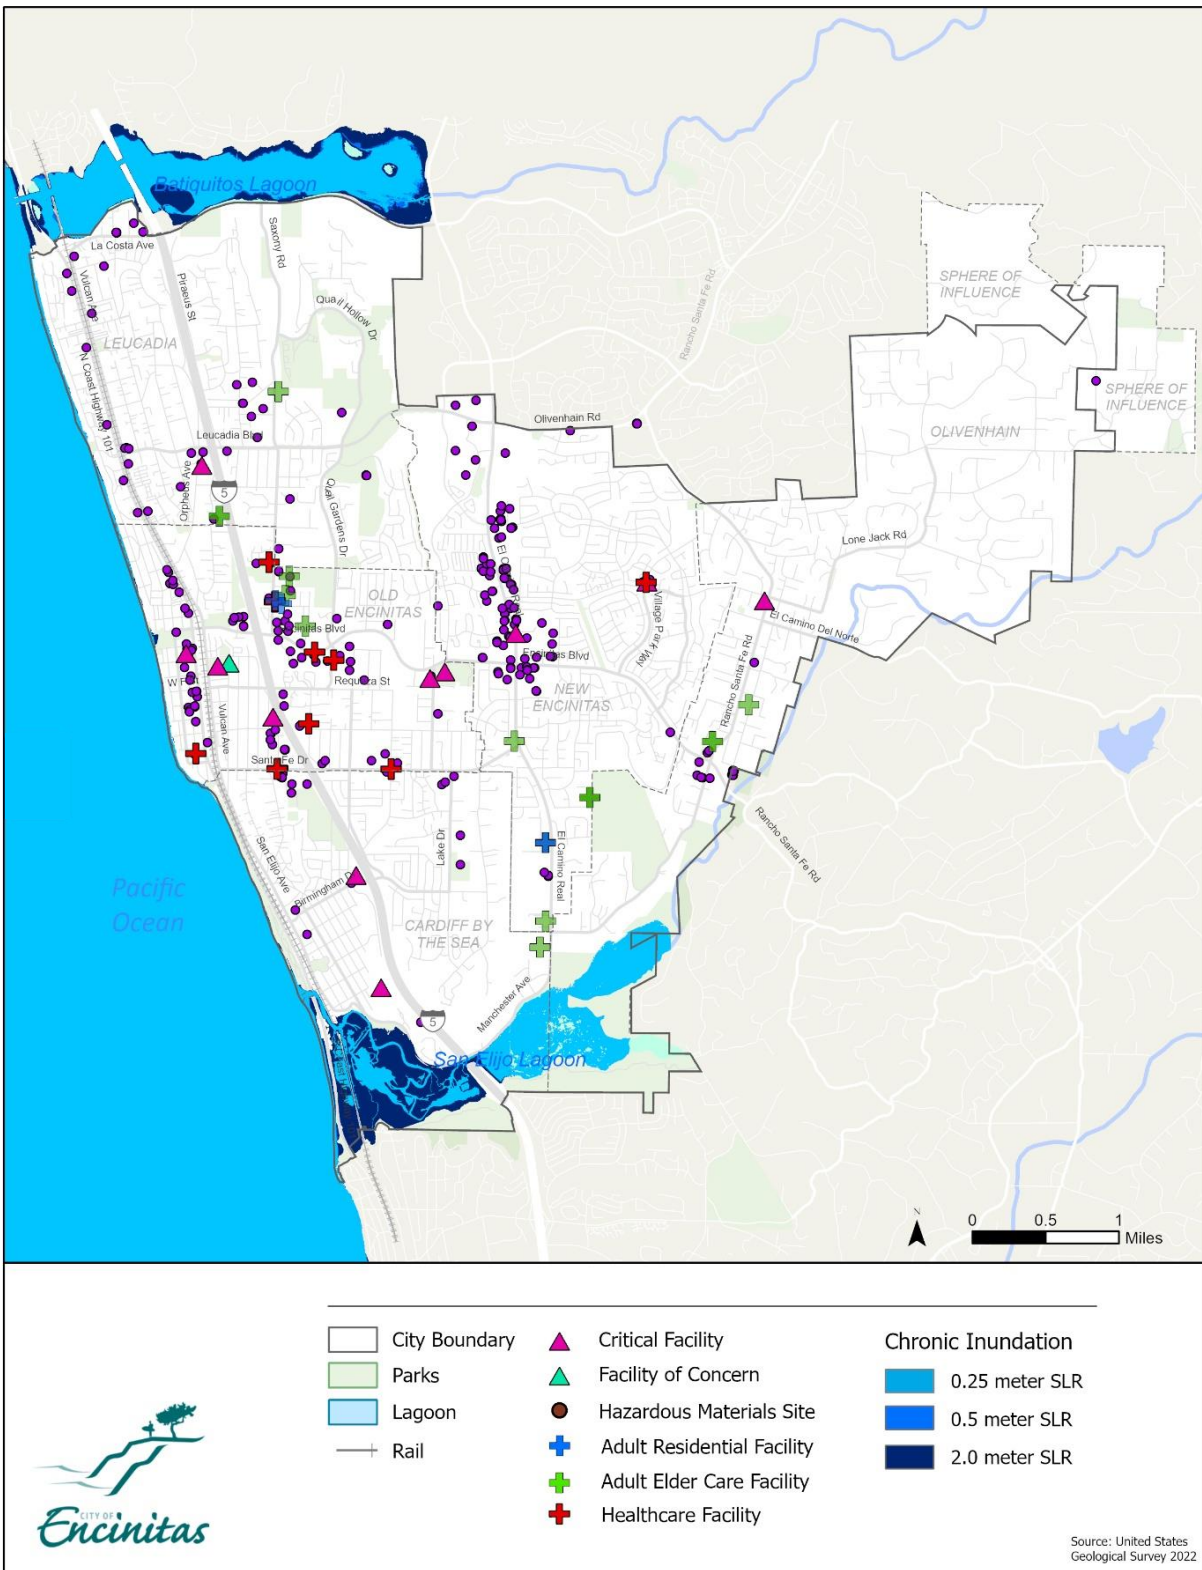 Batiquitos Lagoon
La Costa Ave
Saxony Rd
Vulcan Ave
Piraeus St
Quail Hollow Dr
Rancho Santa Fe Rd
SPHERE OF
INFLUENCE
LEUCADIA
N Coast Highway 101
SPHERE OF
INFLUENCE
Olivenhain Rd
OLIVENHAIN
Leucadia Blvd
Orpheus Ave
5
Quail Gardens Dr
Lone Jack Rd
OLD
ENCINITAS
Village Park Way
El Camino Del Norte
Encinitas Blvd
Rancho Santa Fe Rd
Requeza St
NEW
ENCINITAS
Vulcan Ave
Santa Fe Dr
Rancho Santa Fe Rd
San Elijo Ave
Lake Dr
El Camino Real
Birmingham Dr
Pacific
Ocean
CARDIFF BY
THE SEA
Manchester Ave
5
San Elijo Lagoon
N
0 0.5 1
Miles
City Boundary
Parks
Lagoon
Rail
Critical Facility
Facility of Concern
Hazardous Materials Site
Adult Residential Facility
Adult Elder Care Facility
Healthcare Facility
Chronic Inundation
0.25 meter SLR
0.5 meter SLR
2.0 meter SLR
CITY OF
Encinitas
Source: United States
Geological Survey 2022